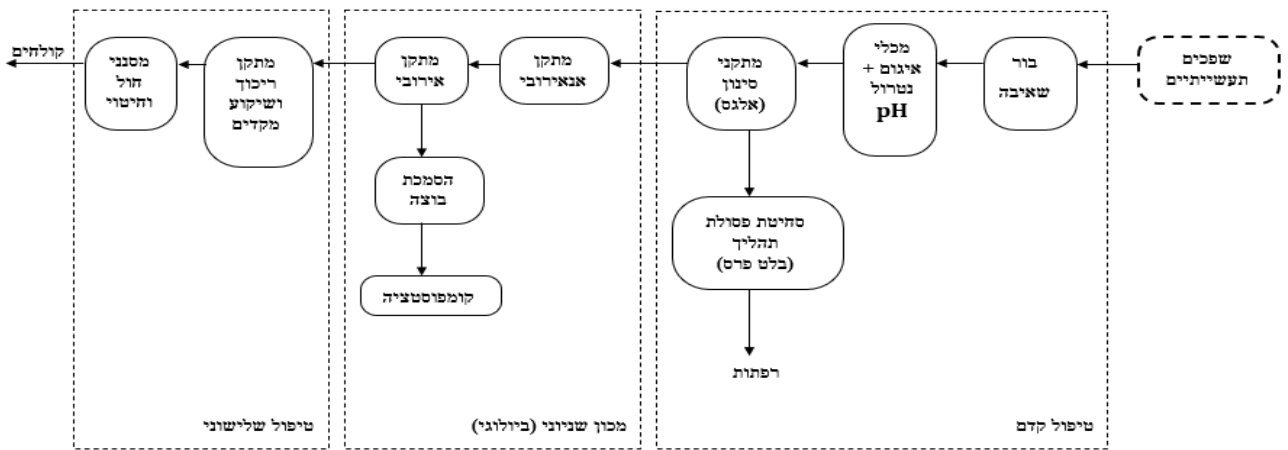 שפכים
תעשייתיים
בור
שאיבה
מכלי
איגום +
נטרול
pH
מתקני
סינון
(אלגס)
סחיטת פסולת
תהליך
(בלט פרס)
רפתות
טיפול קדם
מתקן
אנאירובי
מתקן
אירובי
הסמכת
בוצה
קומפוסטציה
מכון שניוני (ביולוגי)
מתקן
ריכוך
ושיקוע
מקדים
מסנני
חול
וחיטוי
קולחים
טיפול שלישוני